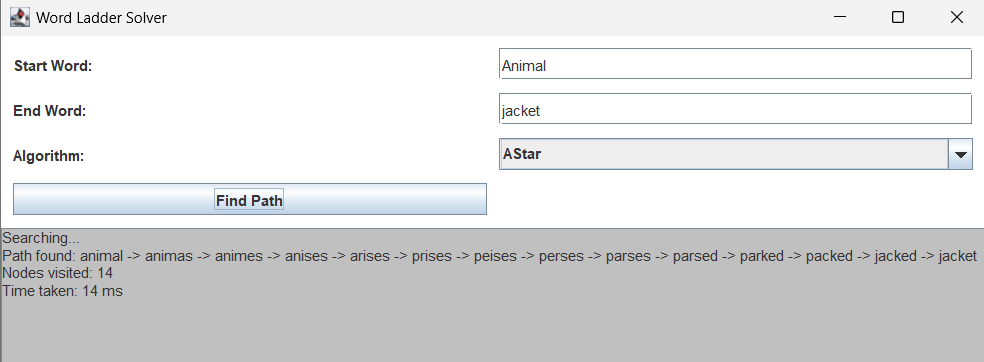 Word Ladder Solver
Start Word: Animal
End Word: jacket
Algorithm: AStar
Find Path
Searching...
Path found: animal -> animas -> animes -> anises -> arises -> prises -> peises -> perses -> parses -> parsed -> parked -> packed -> jacked -> jacket
Nodes visited: 14
Time taken: 14 ms